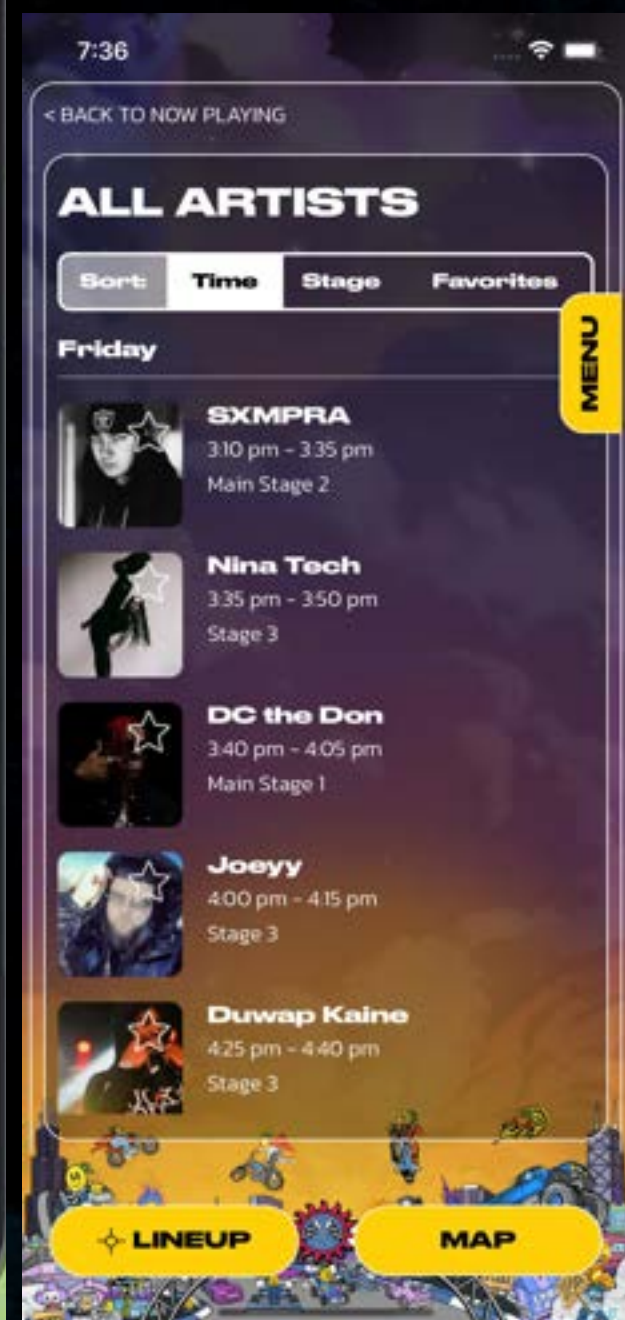 7:36
< BACK TO NOW PLAYING
ALL ARTISTS
Sort: Time Stage Favorites
MENU
Friday
SXMPRA
3:10 pm - 3:35 pm
Main Stage 2
Nina Tech
3:35 pm - 3:50 pm
Stage 3
DC the Don
3:40 pm - 4:05 pm
Main Stage 1
Joeyy
4:00 pm - 4:15 pm
Stage 3
Duwap Kaine
4:25 pm - 4:40 pm
Stage 3
LINEUP
MAP